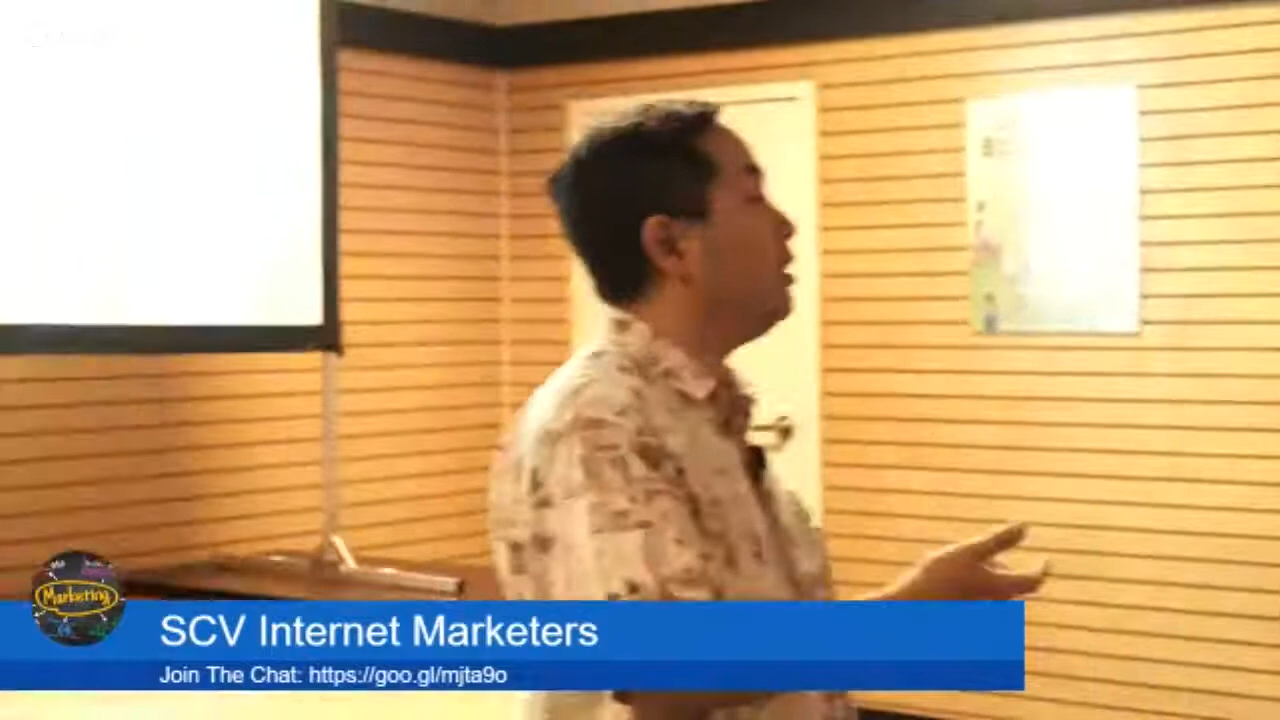 Marketing
SCV Internet Marketers
Join The Chat: https://goo.gl/mjta9o